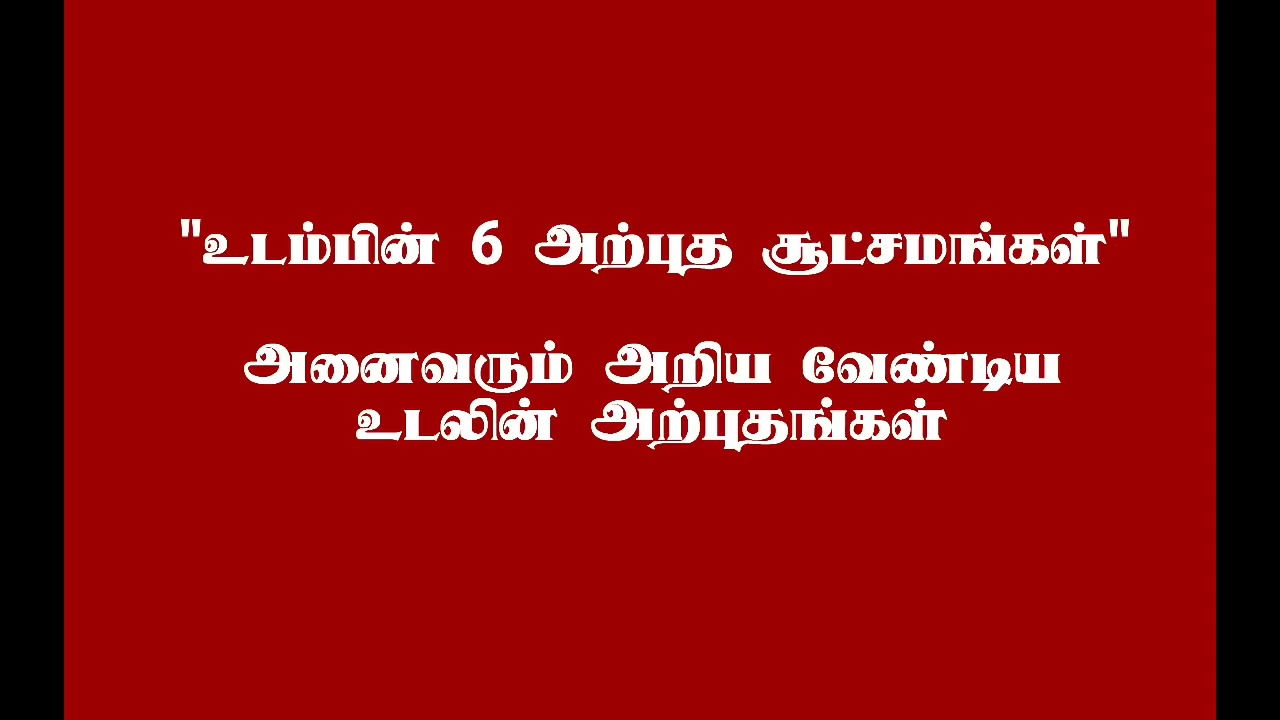 "உடம்பின் 6 அற்புத சூட்சமங்கள்"
அனைவரும் அறிய வேண்டிய
உடலின் அற்புதங்கள்